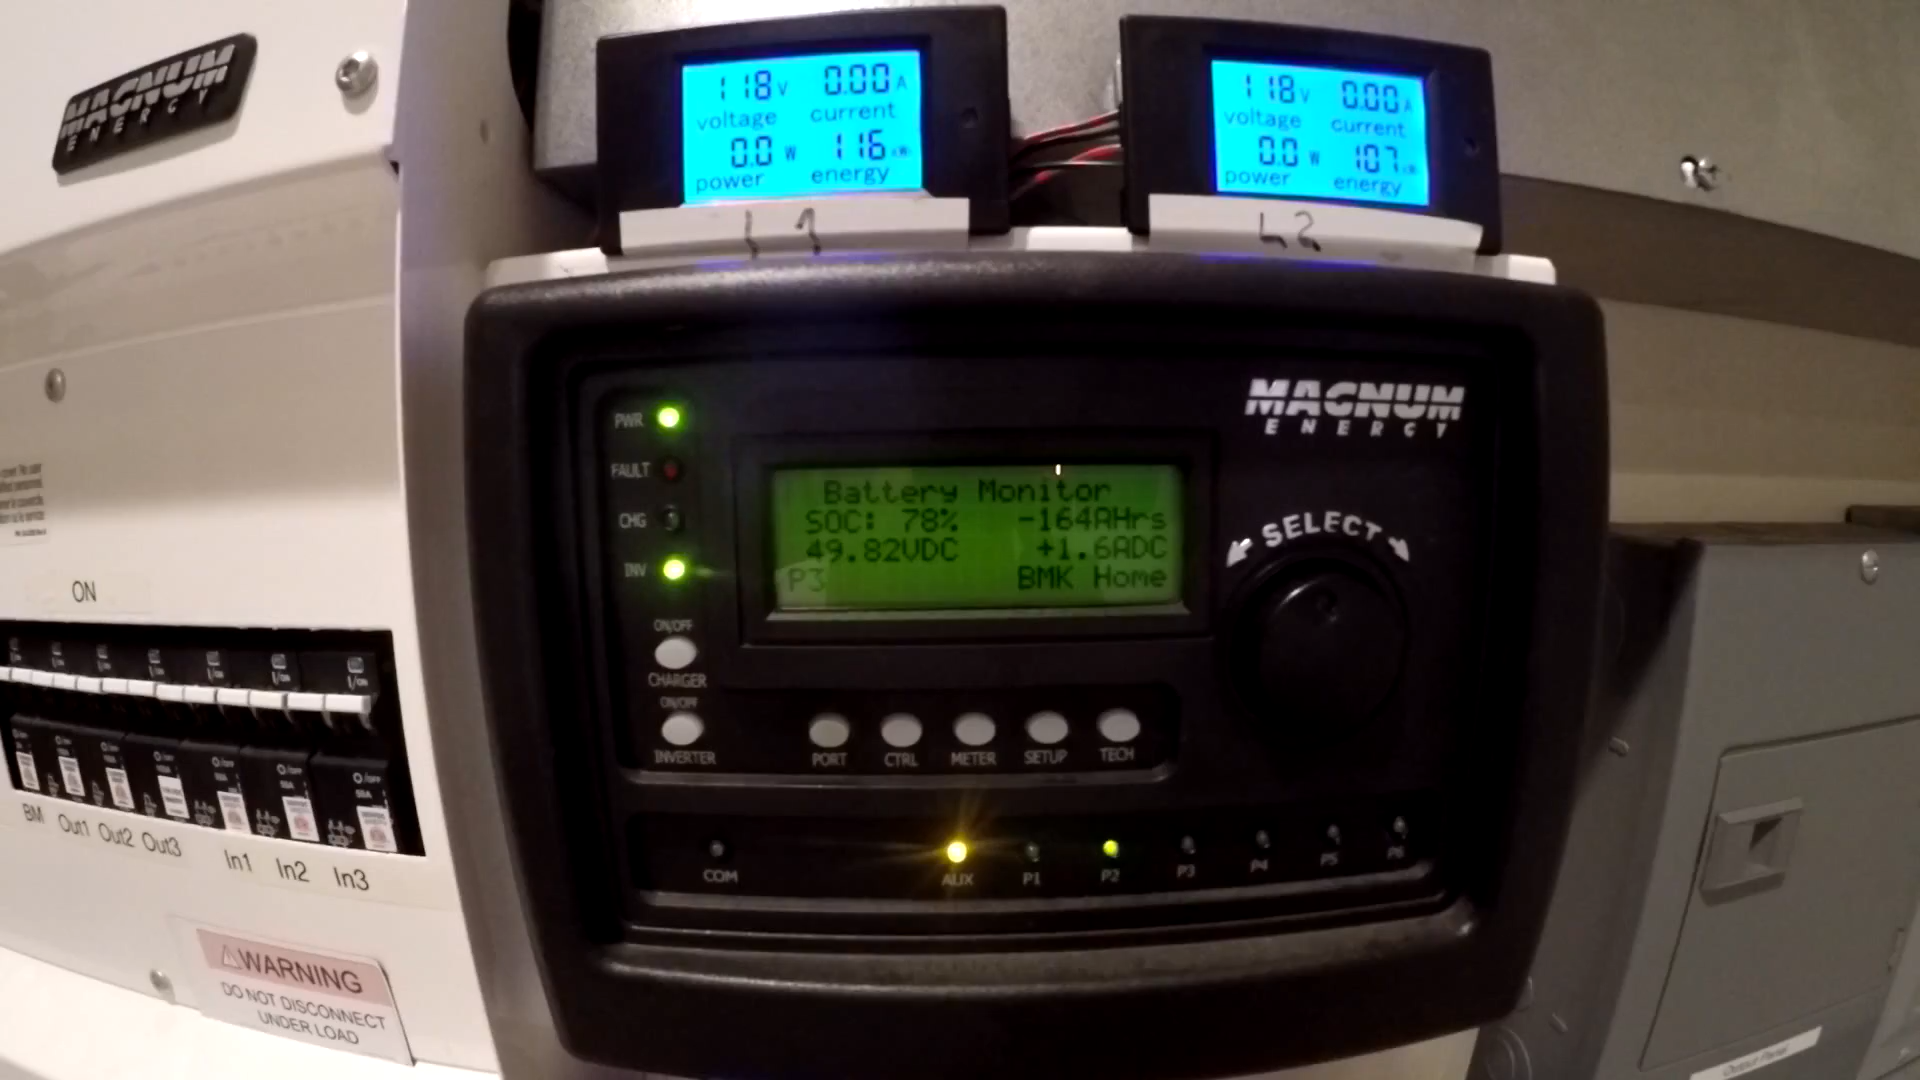 MAGNUM
ENERGY
118 V 0.00 A
voltage current
0.0 W 116
power energy
L1
118 V 0.00 A
voltage current
0.0 W 107
power energy
L2
MAGNUM
ENERGY
PWR
FAULT
CHG
INV
Battery Monitor
SOC: 78% -164AHrs
49.82VDC +1.6ADC
P3 BMK Home
SELECT
ON/OFF
CHARGER
ON/OFF
INVERTER
PORT CTRL METER SETUP TECH
COM AUX P1 P2 P3 P4 P5 P6
ON
BM Out1 Out2 Out3 In1 In2 In3
WARNING
DO NOT DISCONNECT
UNDER LOAD
Output Panel